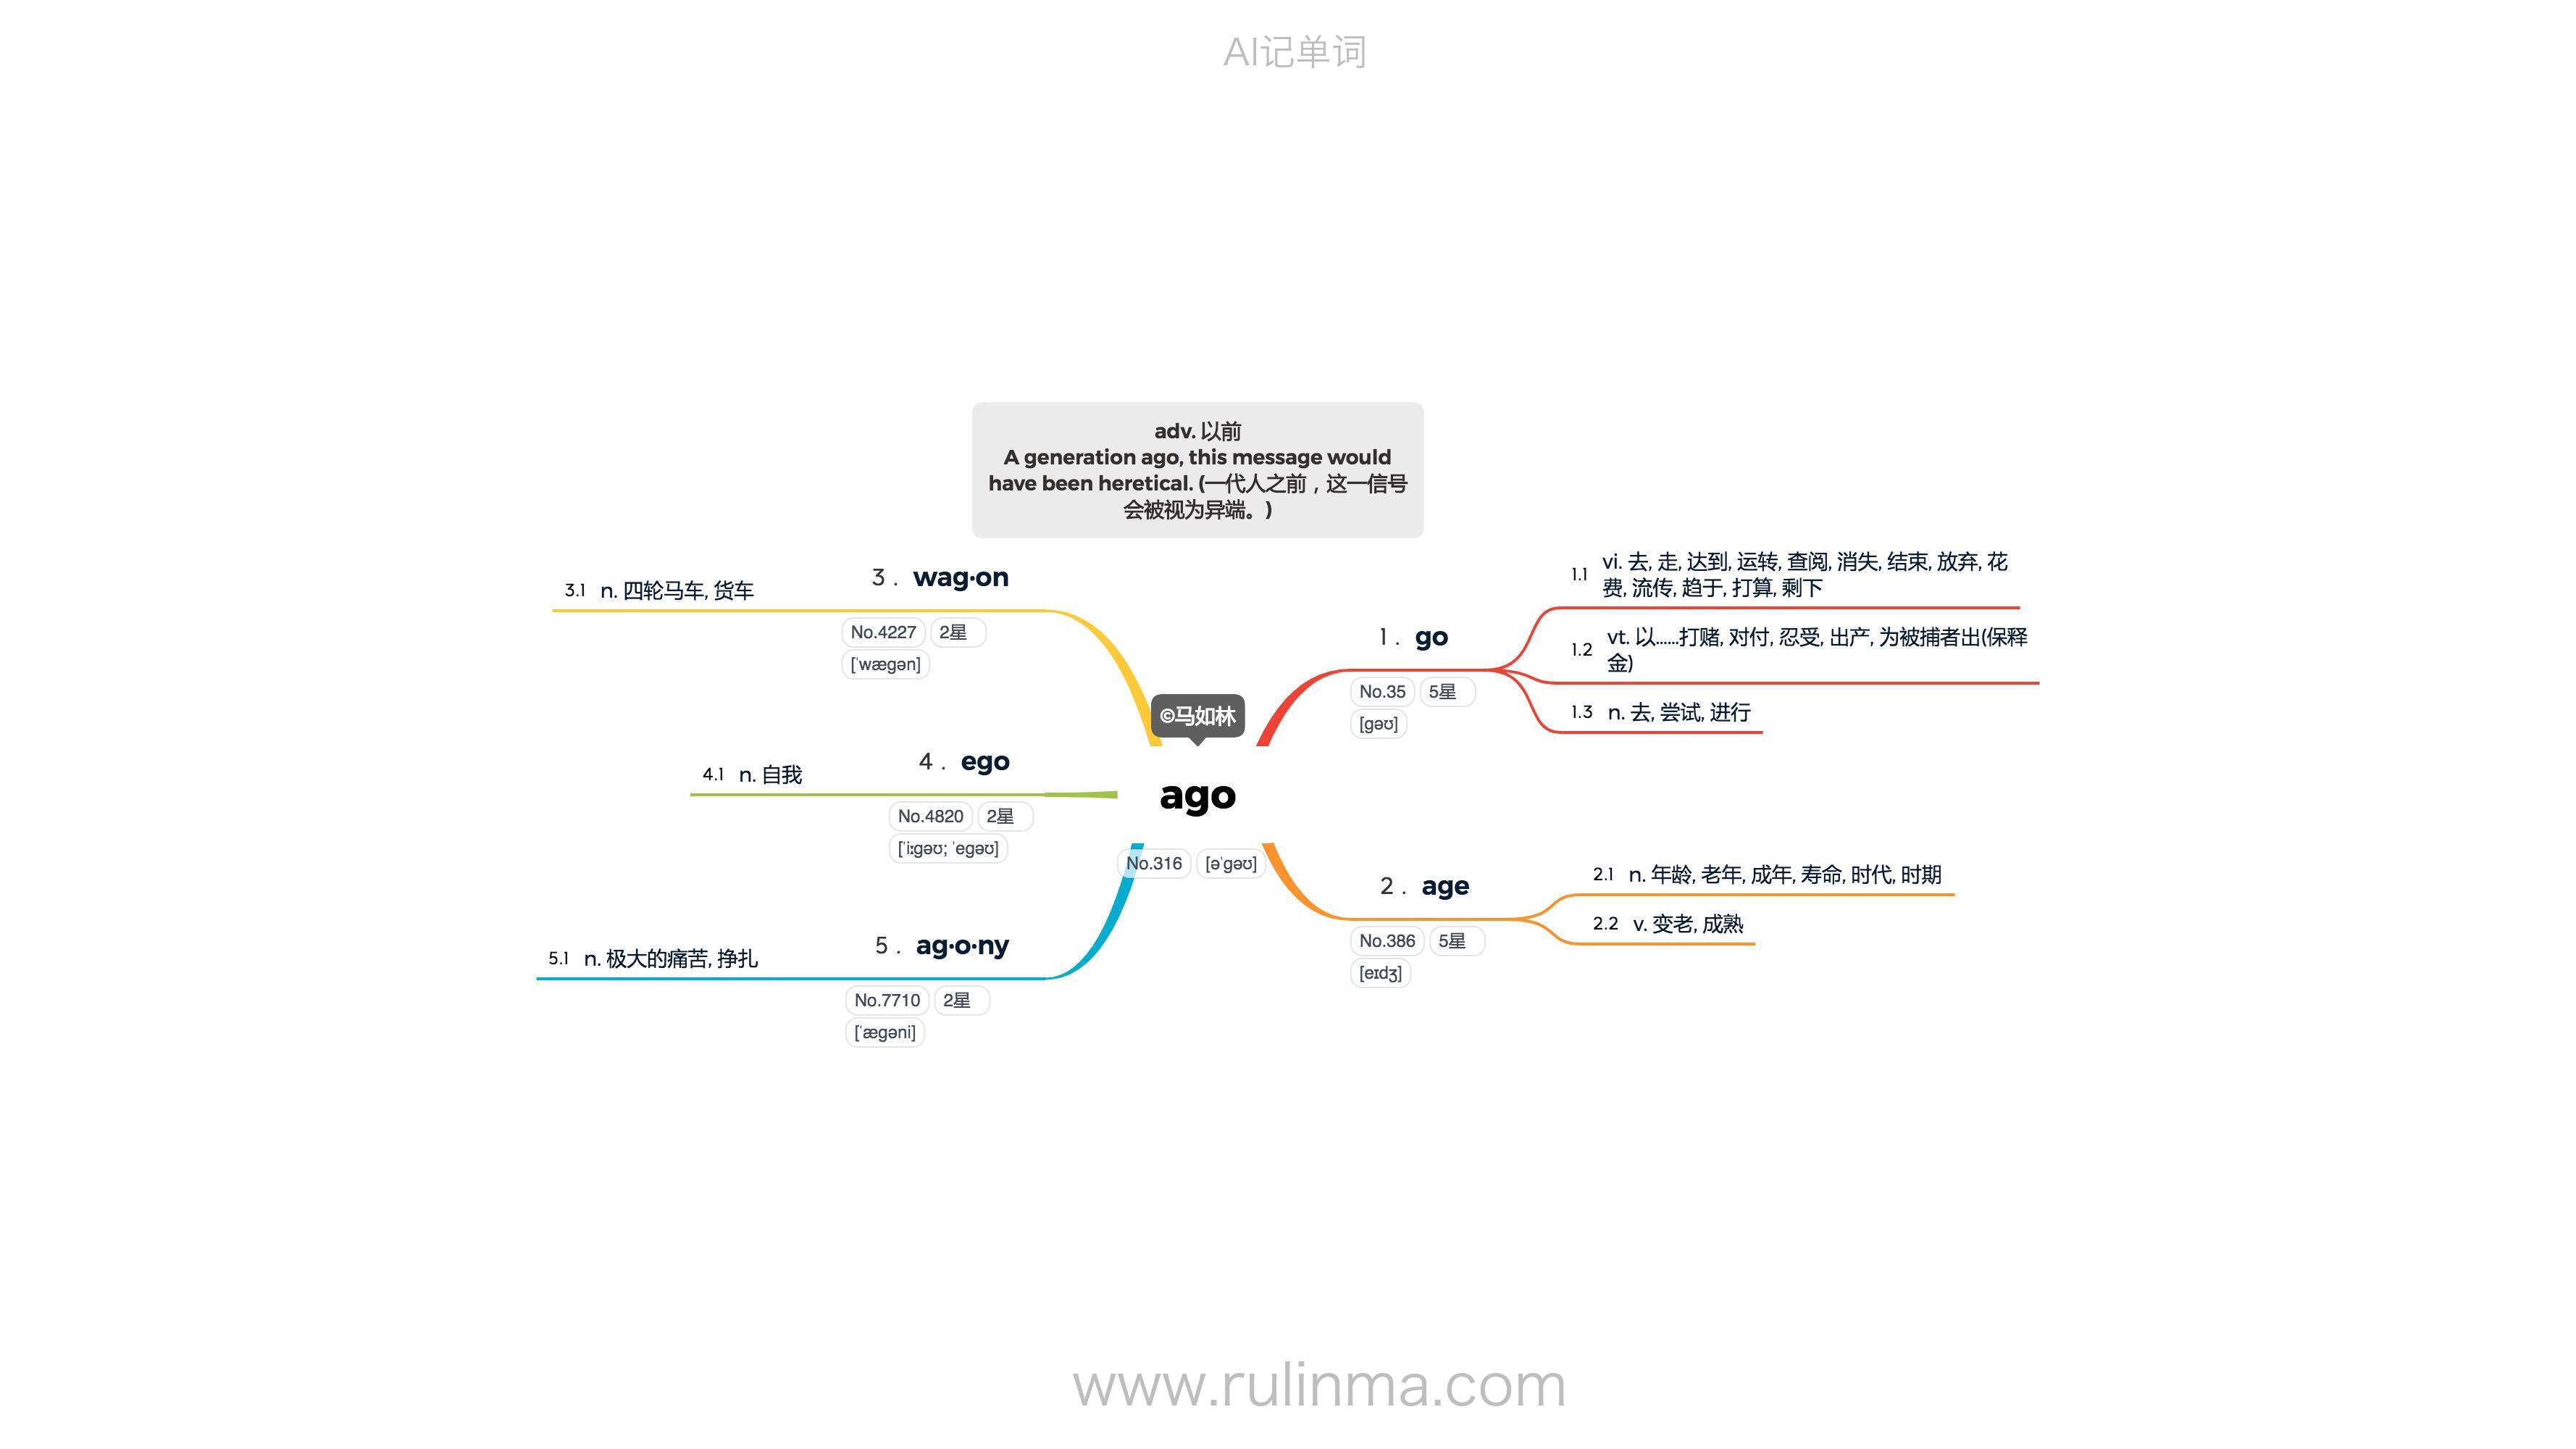 AI记单词
adv. 以前
A generation ago, this message would
have been heretical. (一代人之前，这一信号
会被视为异端。)
©马如林
ago
No.316 [əˈgəʊ]
1 . go
No.35 5星
[gəʊ]
1.1 vi. 去, 走, 达到, 运转, 查阅, 消失, 结束, 放弃, 花
费, 流传, 趋于, 打算, 剩下
1.2 vt. 以……打赌, 对付, 忍受, 出产, 为被捕者出(保释
金)
1.3 n. 去, 尝试, 进行
2 . age
No.386 5星
[eɪdʒ]
2.1 n. 年龄, 老年, 成年, 寿命, 时代, 时期
2.2 v. 变老, 成熟
3 . wag·on
No.4227 2星
[ˈwægən]
3.1 n. 四轮马车, 货车
4 . ego
No.4820 2星
[ˈiːgəʊ; ˈegəʊ]
4.1 n. 自我
5 . ag·o·ny
No.7710 2星
[ˈægəni]
5.1 n. 极大的痛苦, 挣扎
www.rulinma.com